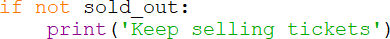 if not sold_out:
    print('Keep selling tickets')